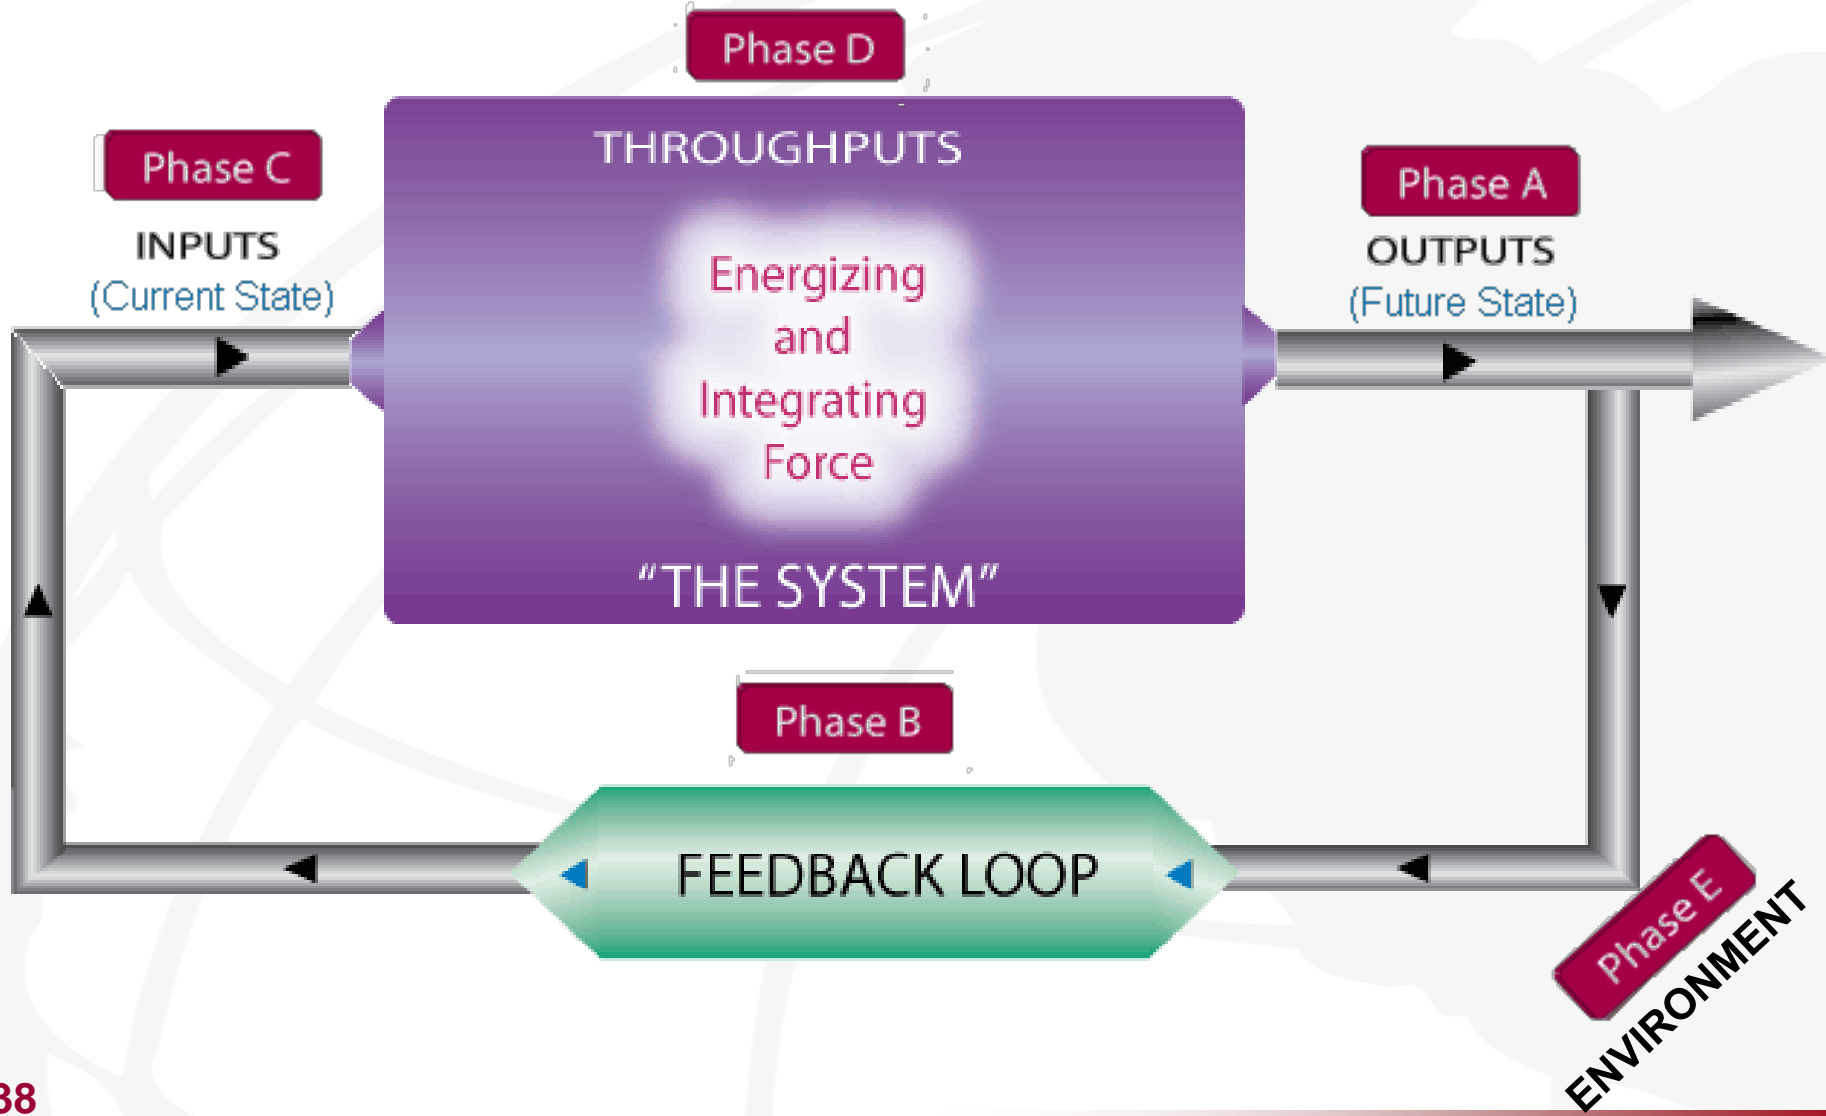 Phase D
THROUGHPUTS
Phase C
INPUTS
(Current State)
Energizing
and
Integrating
Force
"THE SYSTEM"
Phase A
OUTPUTS
(Future State)
Phase B
FEEDBACK LOOP
Phase E
ENVIRONMENT
38